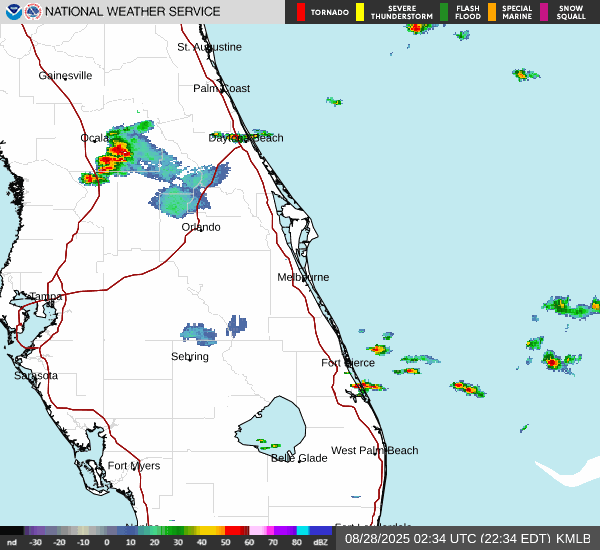 NATIONAL WEATHER SERVICE
TORNADO
SEVERE THUNDERSTORM
FLASH FLOOD
SPECIAL MARINE
SNOW SQUALL
St. Augustine
Gainesville
Palm Coast
Ocala
Daytona Beach
Orlando
Melbourne
Tampa
Sebring
Fort Pierce
Sarasota
West Palm Beach
Belle Glade
Fort Myers
nd -30 -20 -10 0 10 20 30 40 50 60 70 80 dBZ
08/28/2025 02:34 UTC (22:34 EDT) KMLB